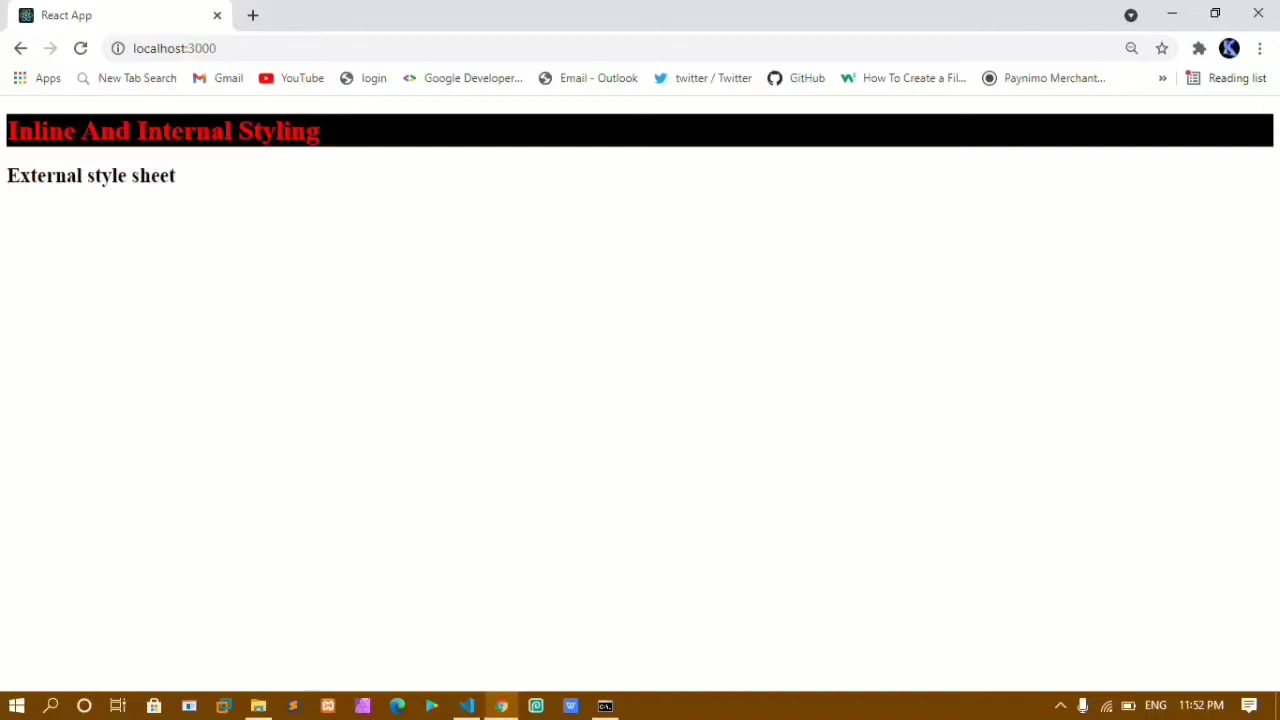 React App
localhost:3000
Apps New Tab Search Gmail YouTube login Google Developer... Email - Outlook twitter / Twitter GitHub How To Create a Fil... Paynimo Merchant... » Reading list
Inline And Internal Styling
External style sheet
ENG 11:52 PM